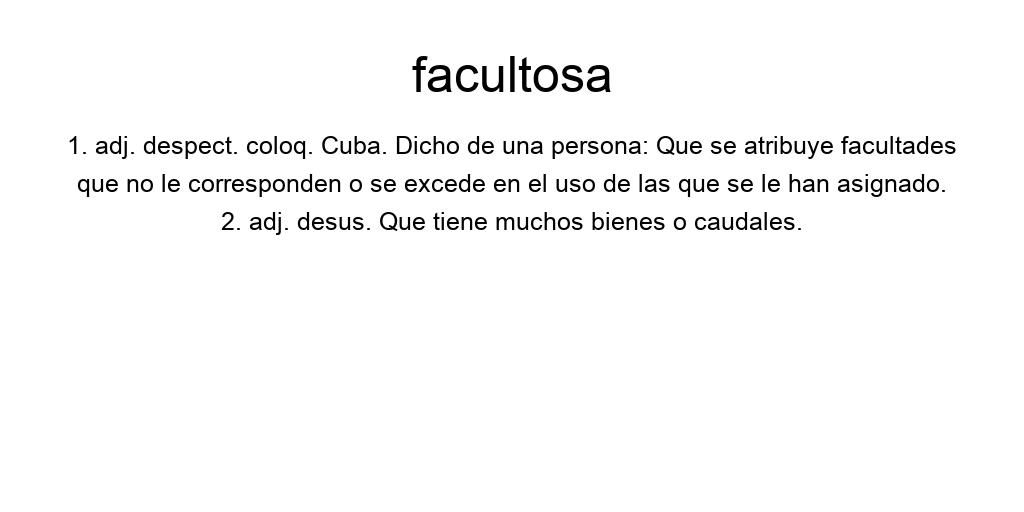 facultosa
1. adj. despect. coloq. Cuba. Dicho de una persona: Que se atribuye facultades
que no le corresponden o se excede en el uso de las que se le han asignado.
2. adj. desus. Que tiene muchos bienes o caudales.